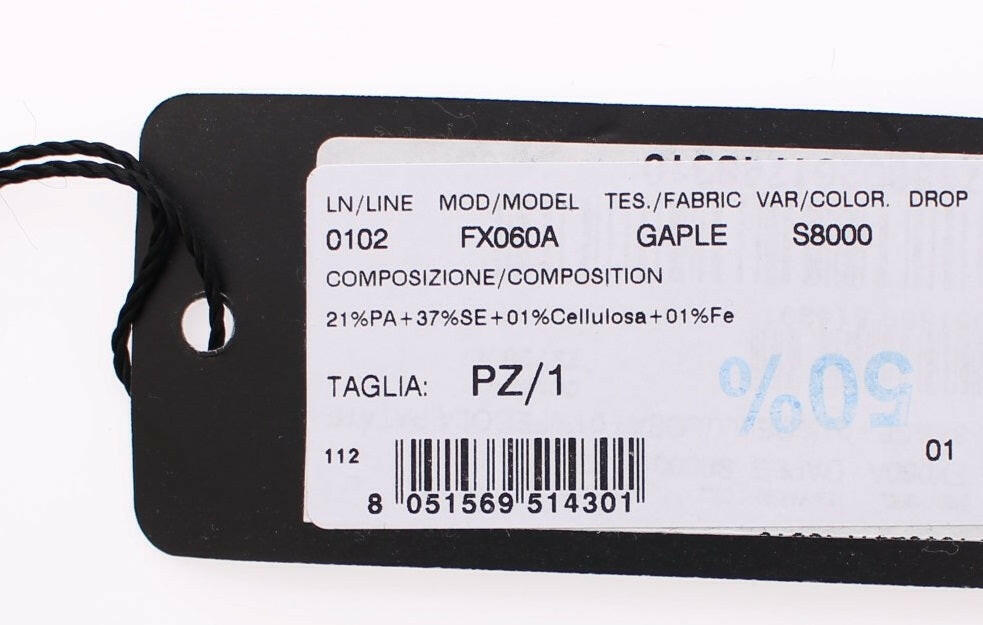 LN/LINE MOD/MODEL TES./FABRIC VAR/COLOR. DROP
0102 FX060A GAPLE S8000
COMPOSIZIONE/COMPOSITION
21%PA+37%SE+01%Cellulosa+01%Fe
TAGLIA: PZ/1
50%
112
01
8 051569 514301